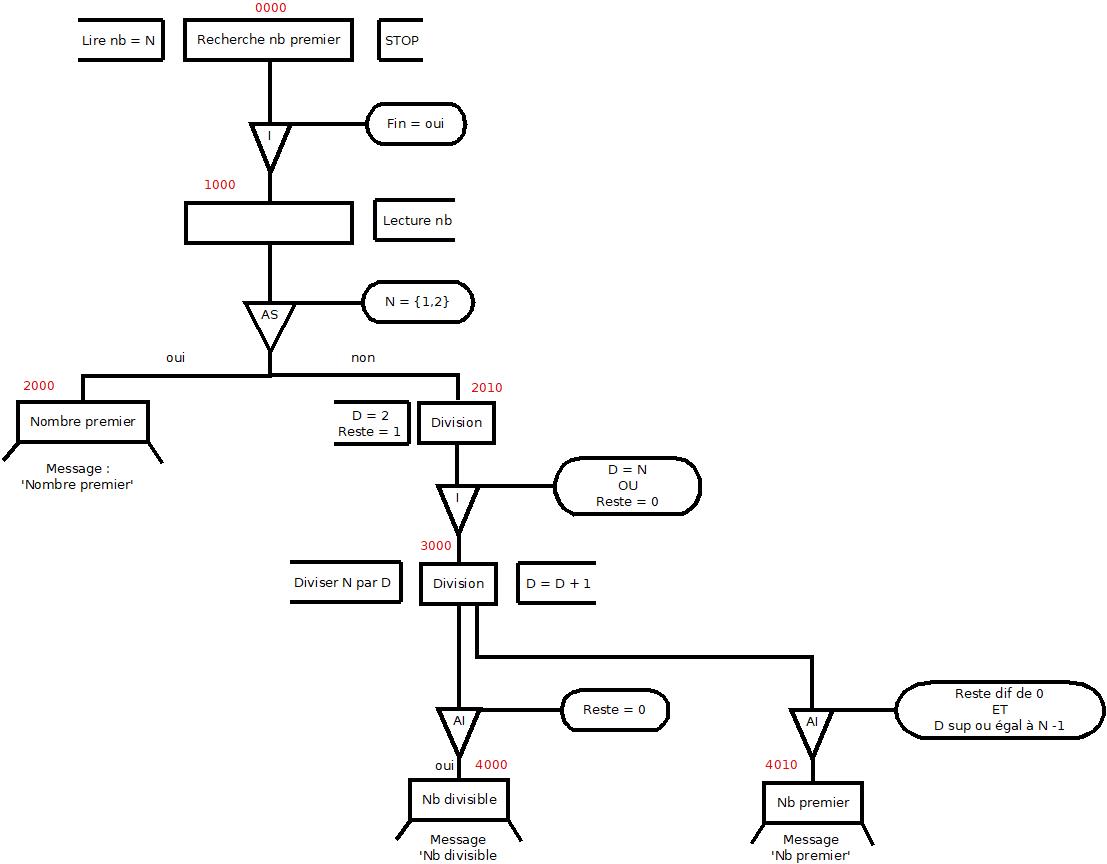 0000
Lire nb = N
Recherche nb premier
STOP
I
Fin = oui
1000
Lecture nb
AS
N = {1,2}
oui
non
2000
2010
Nombre premier
D = 2
Reste = 1
Division
Message :
'Nombre premier'
I
D = N
OU
Reste = 0
3000
Diviser N par D
Division
D = D + 1
AI
Reste = 0
AI
Reste dif de 0
ET
D sup ou égal à N -1
oui
4000
4010
Nb divisible
Nb premier
Message
'Nb divisible
Message
'Nb premier'